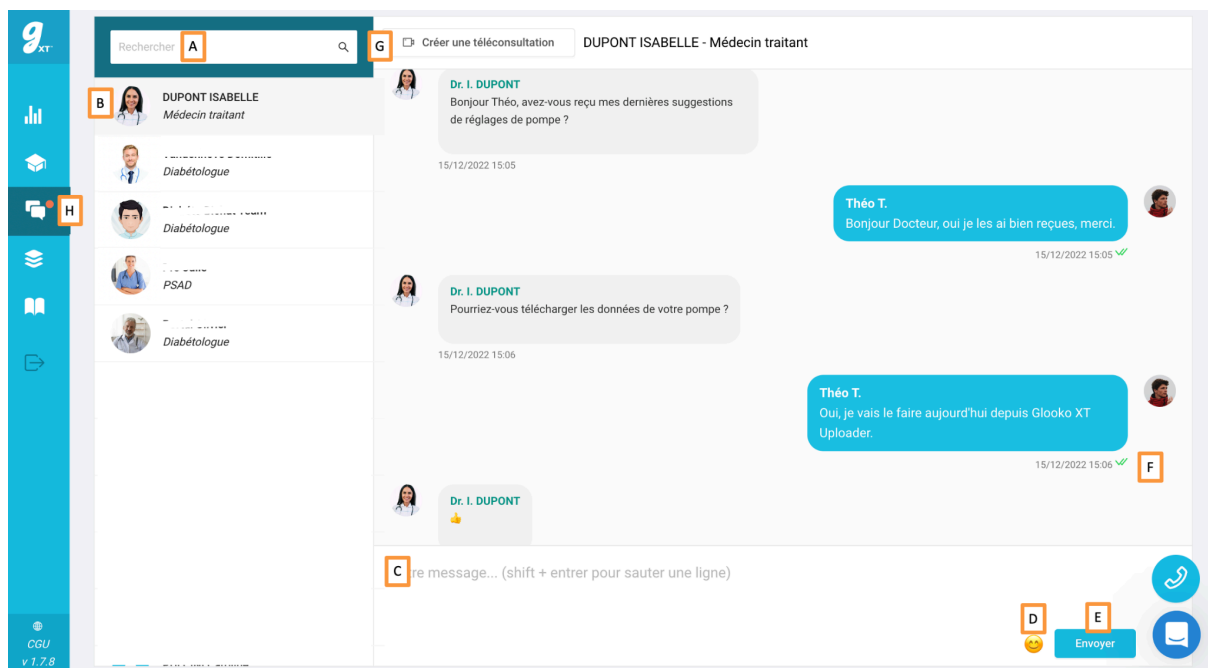 g XT
Rechercher A
G Créer une téléconsultation DUPONT ISABELLE - Médecin traitant
B DUPONT ISABELLE
Médecin traitant
Diabétologue
H
Diabétologue
PSAD
Diabétologue
Dr. I. DUPONT
Bonjour Théo, avez-vous reçu mes dernières suggestions
de réglages de pompe ?
15/12/2022 15:05
Théo T.
Bonjour Docteur, oui je les ai bien reçues, merci.
15/12/2022 15:05
Dr. I. DUPONT
Pourriez-vous télécharger les données de votre pompe ?
15/12/2022 15:06
Théo T.
Oui, je vais le faire aujourd'hui depuis Glooko XT
Uploader.
15/12/2022 15:06 F
Dr. I. DUPONT
👍
C re message... (shift + entrer pour sauter une ligne)
D E
😊 Envoyer
CGU
v 1.7.8